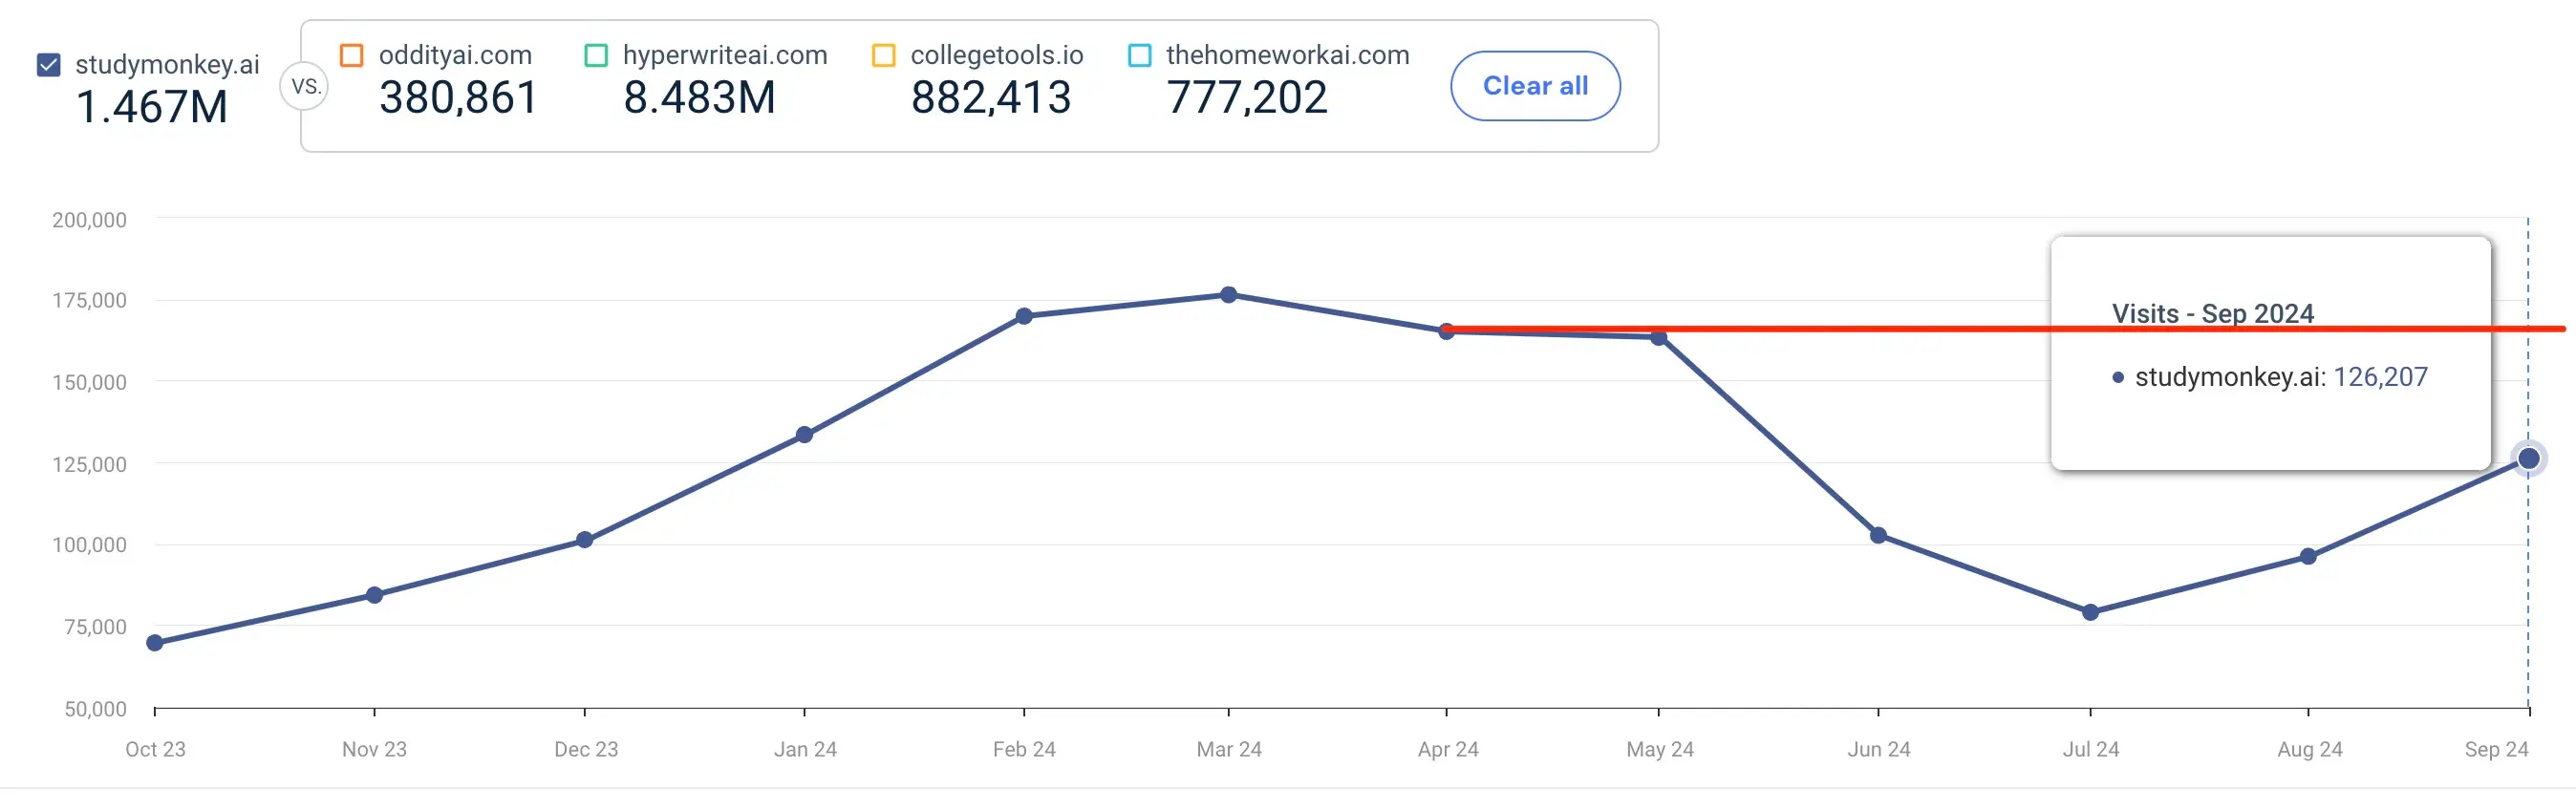 studymonkey.ai
1.467M
VS.
oddityai.com
380,861
hyperwriteai.com
8.483M
collegetools.io
882,413
thehomeworkai.com
777,202
Clear all
200,000
175,000
150,000
125,000
100,000
75,000
50,000
Visits - Sep 2024
studymonkey.ai: 126,207
Oct 23
Nov 23
Dec 23
Jan 24
Feb 24
Mar 24
Apr 24
May 24
Jun 24
Jul 24
Aug 24
Sep 24